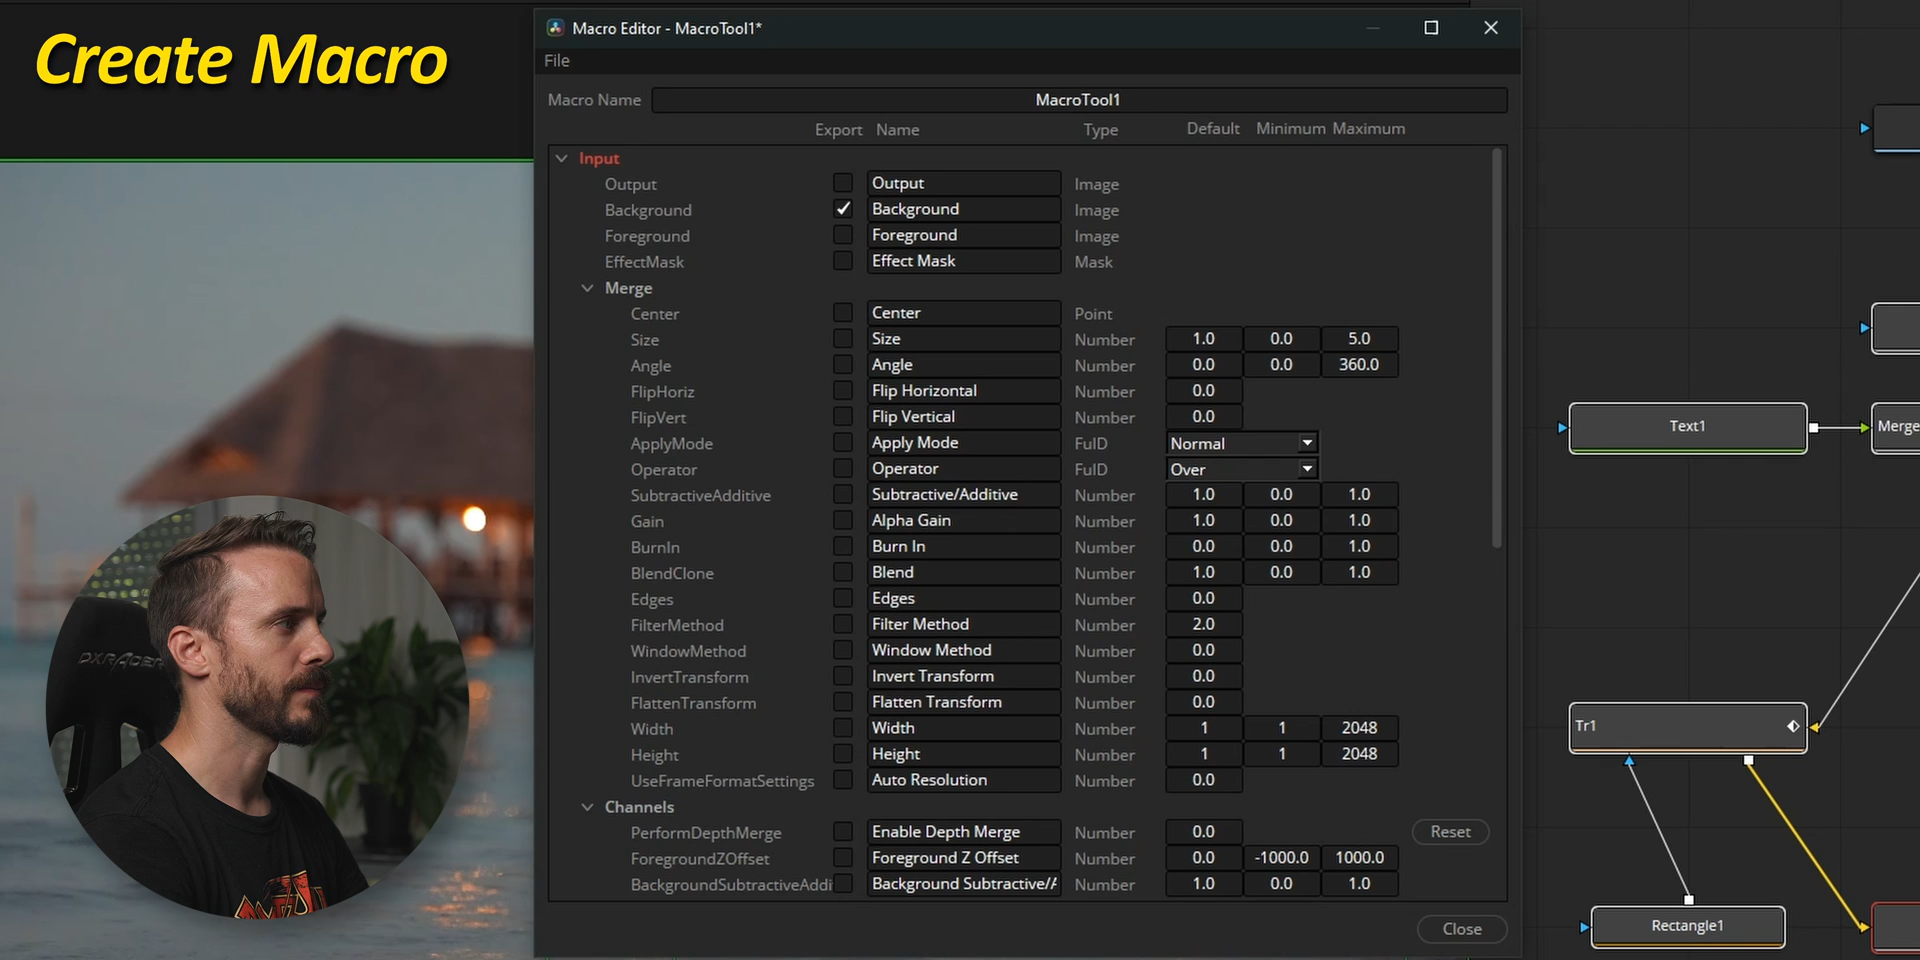 Create Macro
Macro Editor - MacroTool1*
File
Macro Name MacroTool1
Export Name Type Default Minimum Maximum
Input
Output Output Image
Background Background Image
Foreground Foreground Image
EffectMask Effect Mask Mask
Merge
Center Center Point
Size Size Number 1.0 0.0 5.0
Angle Angle Number 0.0 0.0 360.0
FlipHoriz Flip Horizontal Number 0.0
FlipVert Flip Vertical Number 0.0
ApplyMode Apply Mode FuID Normal
Operator Operator FuID Over
SubtractiveAdditive Subtractive/Additive Number 1.0 0.0 1.0
Gain Alpha Gain Number 1.0 0.0 1.0
BurnIn Burn In Number 0.0 0.0 1.0
BlendClone Blend Number 1.0 0.0 1.0
Edges Edges Number 0.0
FilterMethod Filter Method Number 2.0
WindowMethod Window Method Number 0.0
InvertTransform Invert Transform Number 0.0
FlattenTransform Flatten Transform Number 0.0
Width Width Number 1 1 2048
Height Height Number 1 1 2048
UseFrameFormatSettings Auto Resolution Number 0.0
Channels
PerformDepthMerge Enable Depth Merge Number 0.0 Reset
ForegroundZOffset Foreground Z Offset Number 0.0 -1000.0 1000.0
BackgroundSubtractiveAddi Background Subtractive/A Number 1.0 0.0 1.0
Close
Text1
Merge
Tr1
Rectangle1
DXRACER